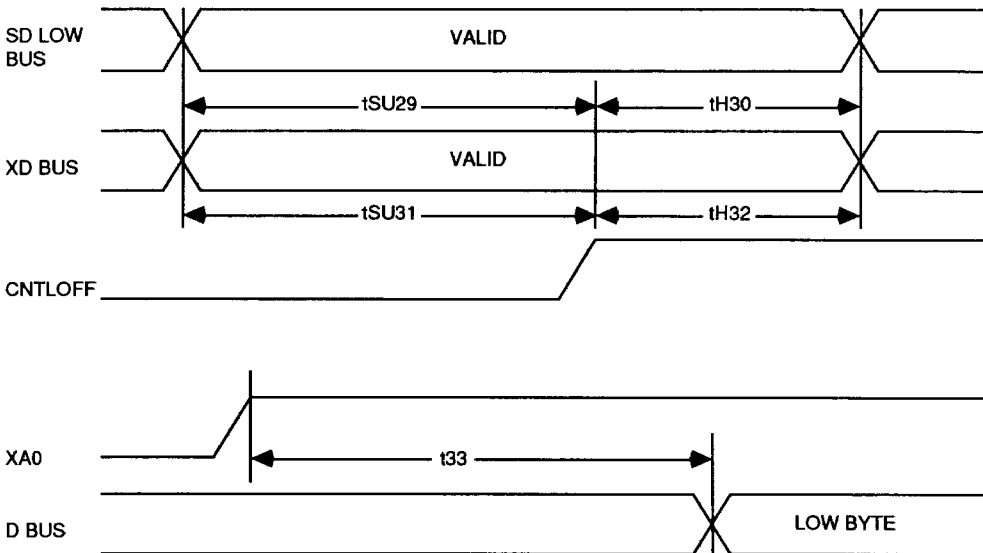 SD LOW
BUS
VALID
tSU29
tH30
XD BUS
VALID
tSU31
tH32
CNTLOFF
XA0
t33
D BUS
LOW BYTE